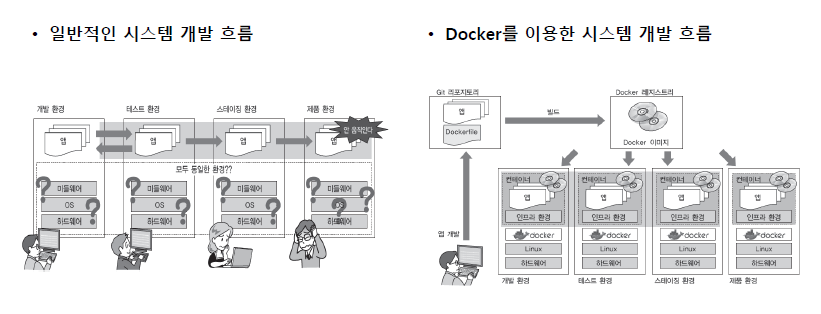 • 일반적인 시스템 개발 흐름
개발 환경
테스트 환경
스테이징 환경
제품 환경
앱
앱
앱
앱
안 움직인다
모두 동일한 환경??
미들웨어
미들웨어
미들웨어
미들웨어
OS
OS
OS
OS
하드웨어
하드웨어
하드웨어
하드웨어
• Docker를 이용한 시스템 개발 흐름
Git 리포지토리
Docker 레지스트리
앱
Dockerfile
빌드
Docker 이미지
앱 개발
컨테이너
컨테이너
컨테이너
컨테이너
앱
앱
앱
앱
인프라 환경
인프라 환경
인프라 환경
인프라 환경
docker
docker
docker
docker
Linux
Linux
Linux
Linux
하드웨어
하드웨어
하드웨어
하드웨어
개발 환경
테스트 환경
스테이징 환경
제품 환경